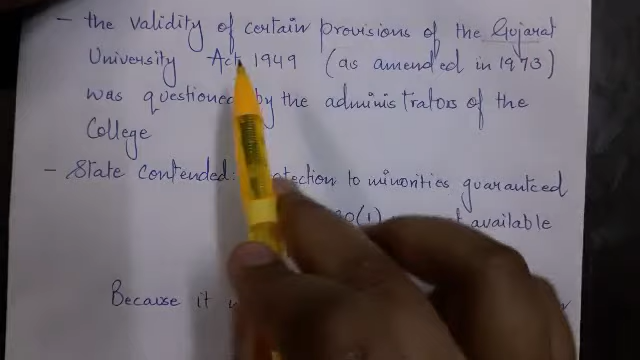 - the validity of certain provisions of the Gujarat
University Act 1949 (as amended in 1973)
was questioned by the administrators of the
College
- State Contended: to minorities guaranteed
(1) available
Because it